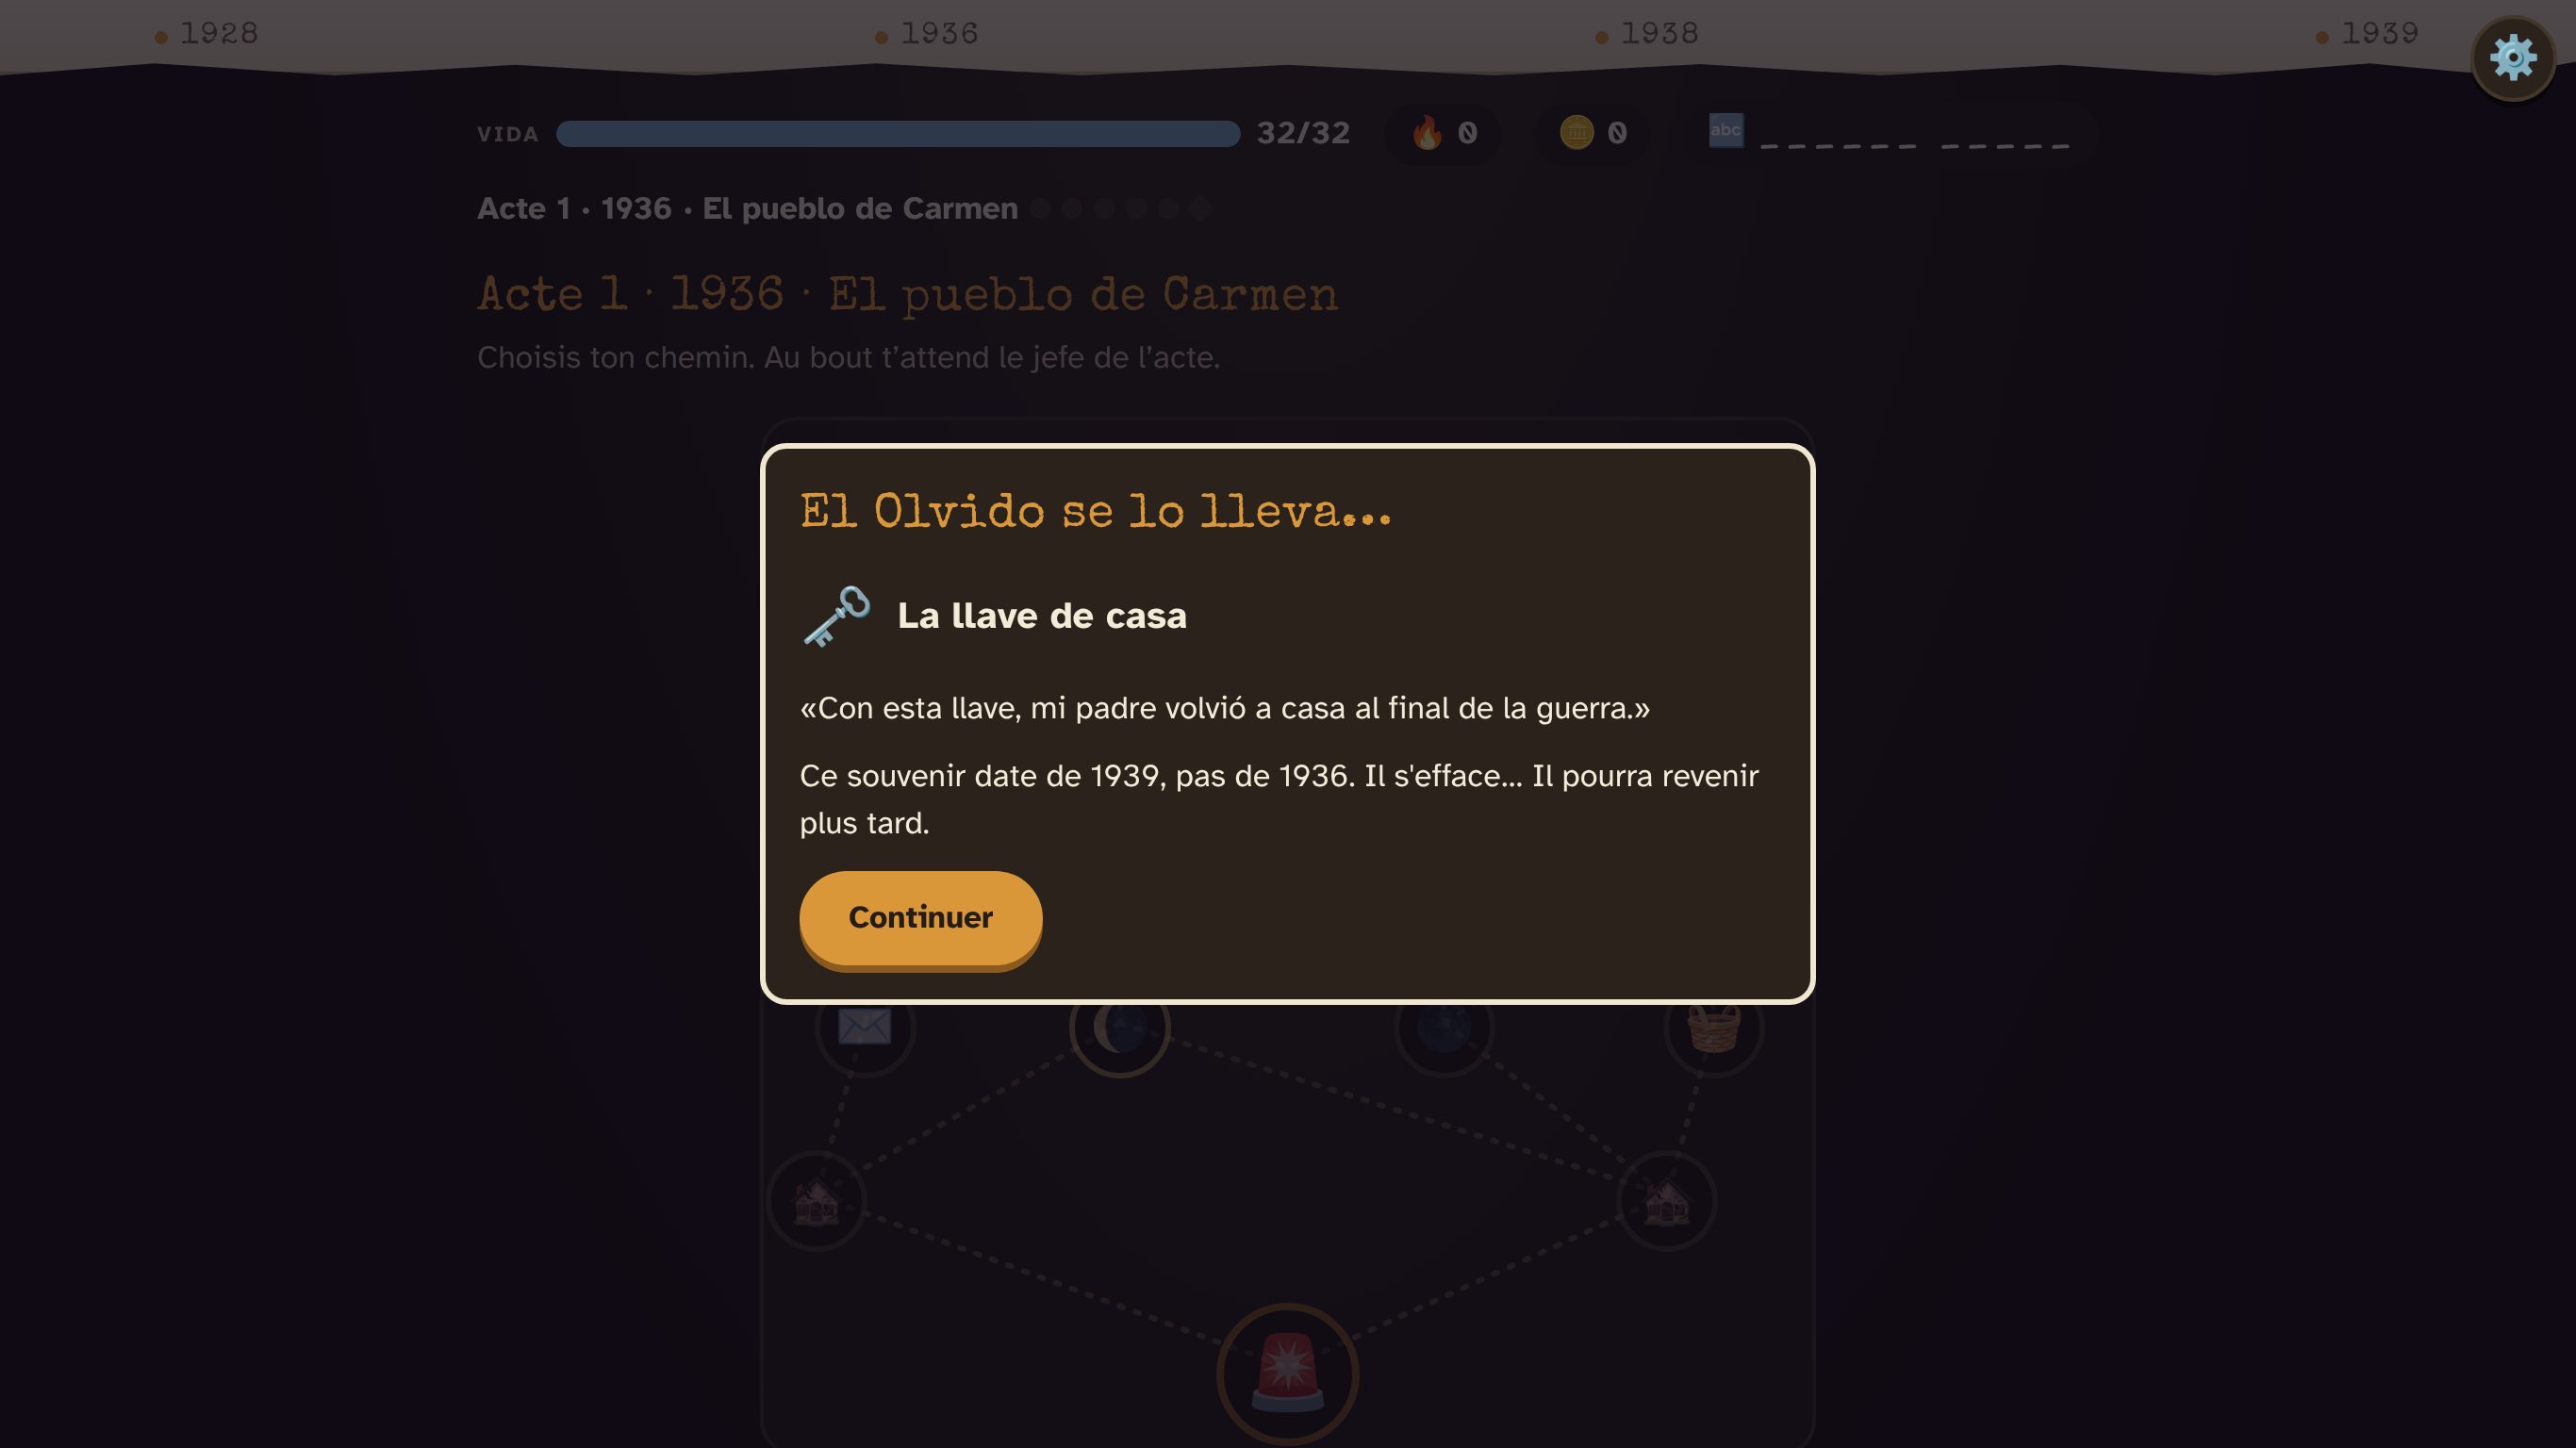 1928
1936
1938
1939
VIDA 32/32 0 0 abc
Acte 1 · 1936 · El pueblo de Carmen
Acte 1 · 1936 · El pueblo de Carmen
Choisis ton chemin. Au bout t’attend le jefe de l’acte.
El Olvido se lo lleva...
La llave de casa
«Con esta llave, mi padre volvió a casa al final de la guerra.»
Ce souvenir date de 1939, pas de 1936. Il s'efface... Il pourra revenir
plus tard.
Continuer